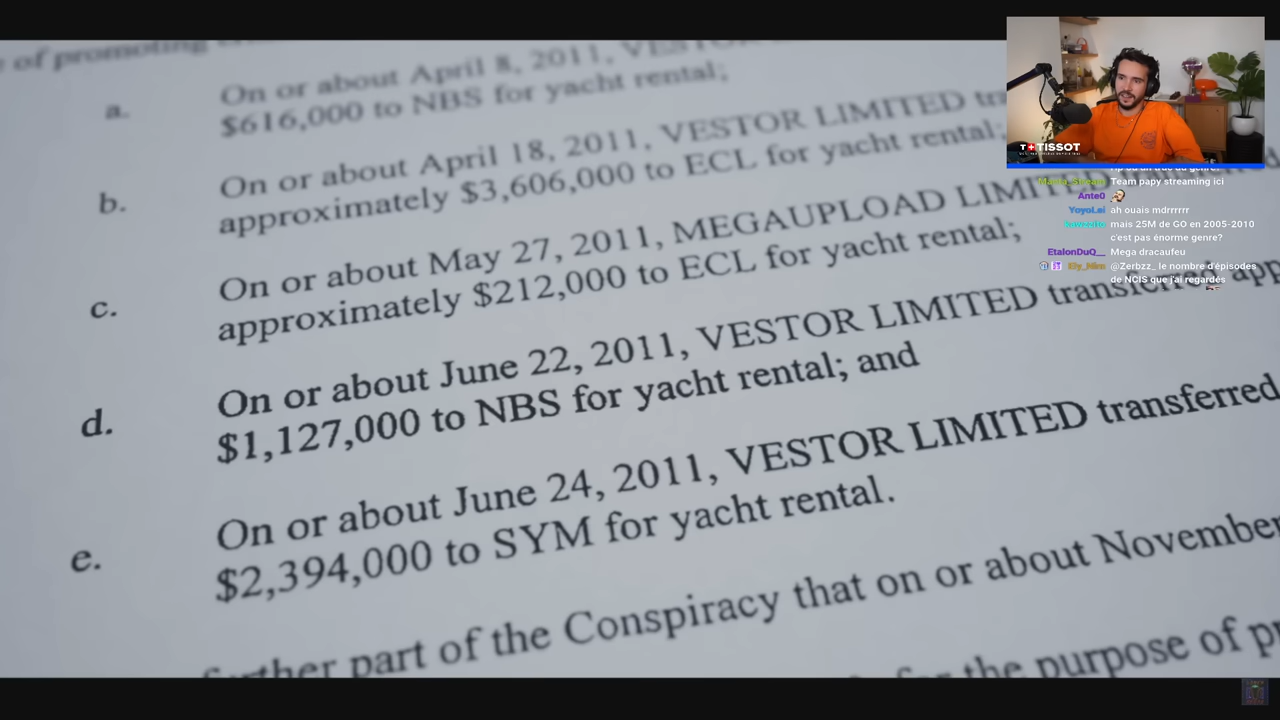 of promoting
a.
On or about April 8, 2011,
$616,000 to NBS for yacht rental;
b.
On or about April 18, 2011, VESTOR LIMITED
approximately $3,606,000 to ECL for yacht rental;
c.
On or about May 27, 2011, MEGAUPLOAD LIMITED
approximately $212,000 to ECL for yacht rental;
d.
On or about June 22, 2011, VESTOR LIMITED transferred
$1,127,000 to NBS for yacht rental; and
e.
On or about June 24, 2011, VESTOR LIMITED transferred
$2,394,000 to SYM for yacht rental.
further part of the Conspiracy that on or about November
for the purpose of
T+TISSOT
Team papy streaming ici
Ante0
YoyoLei ah ouais mdrrrrrr
mais 25M de GO en 2005-2010
c'est pas énorme genre?
EtalonDuQ__ Mega dracaufeu
@Zerbzz_ le nombre d'épisodes
de NCIS que j'ai regardés